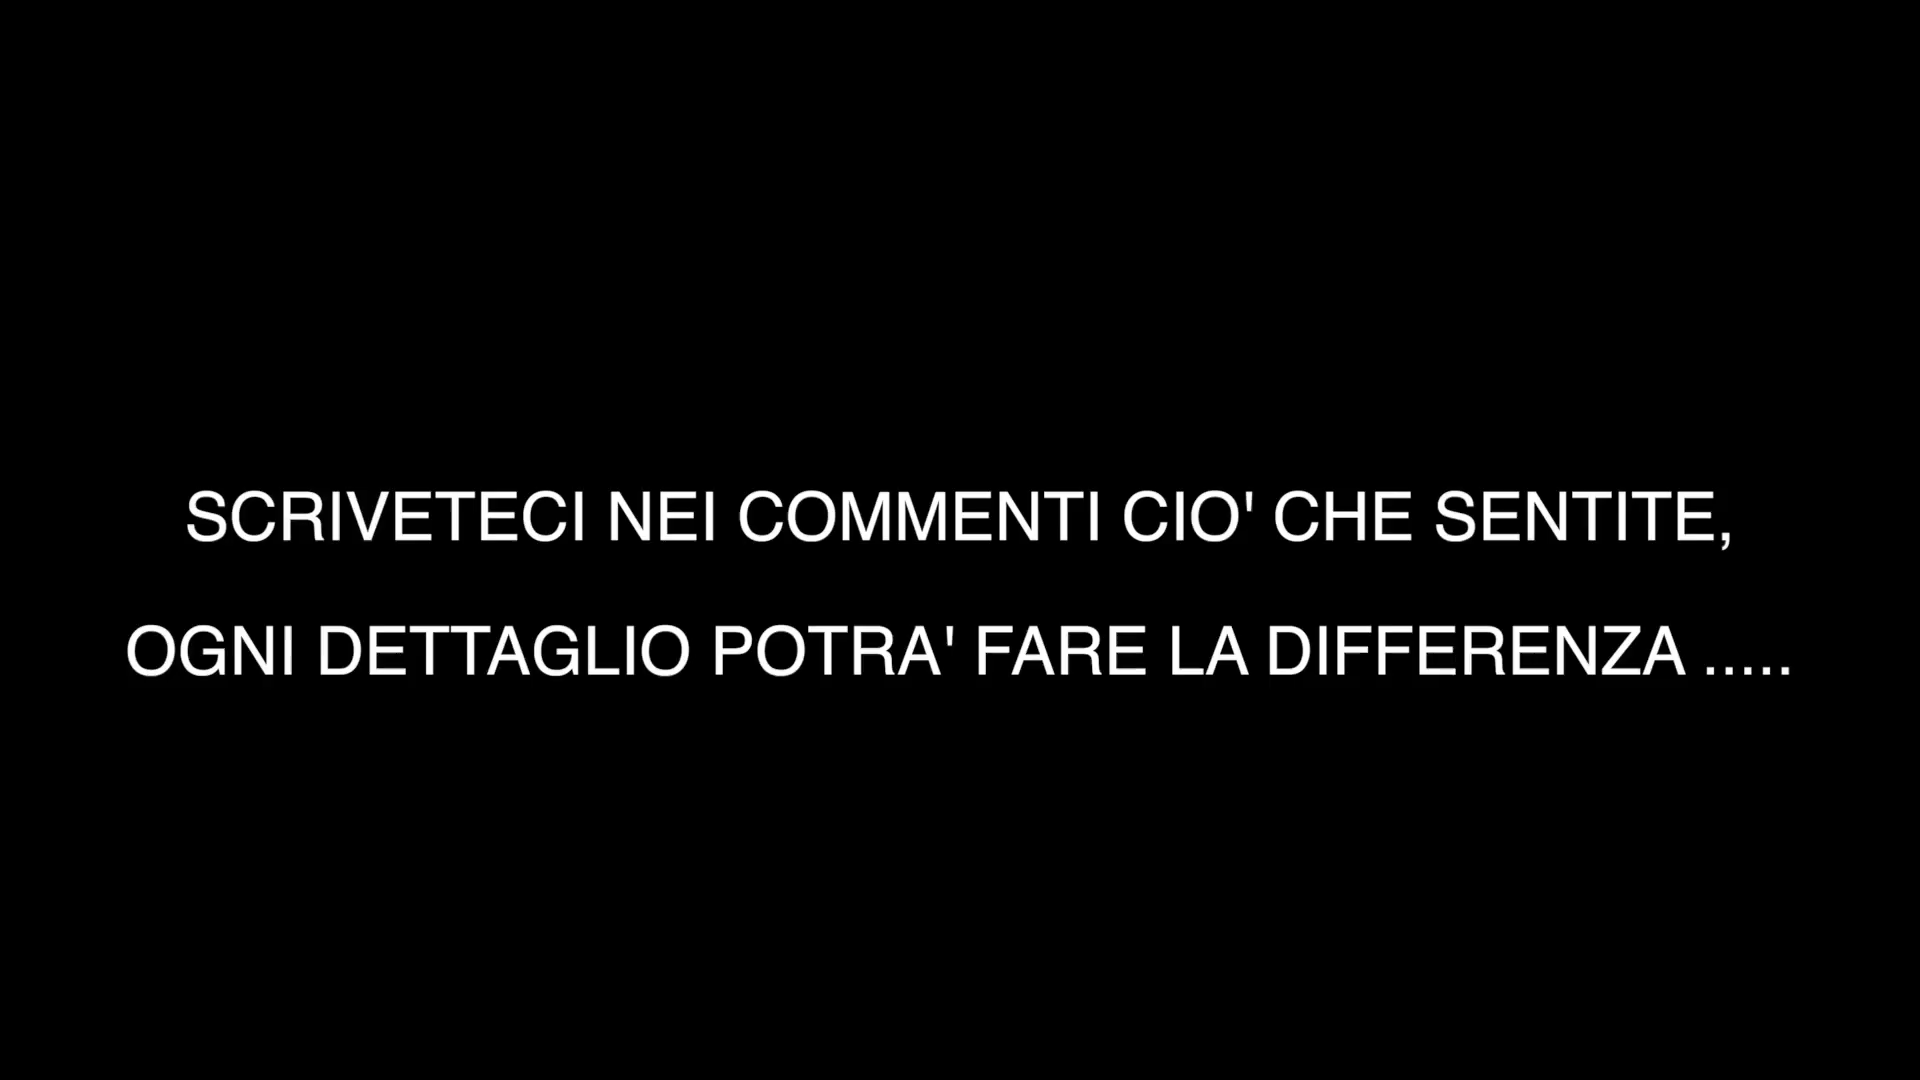 SCRIVETECI NEI COMMENTI CIO' CHE SENTITE,
OGNI DETTAGLIO POTRA' FARE LA DIFFERENZA .....